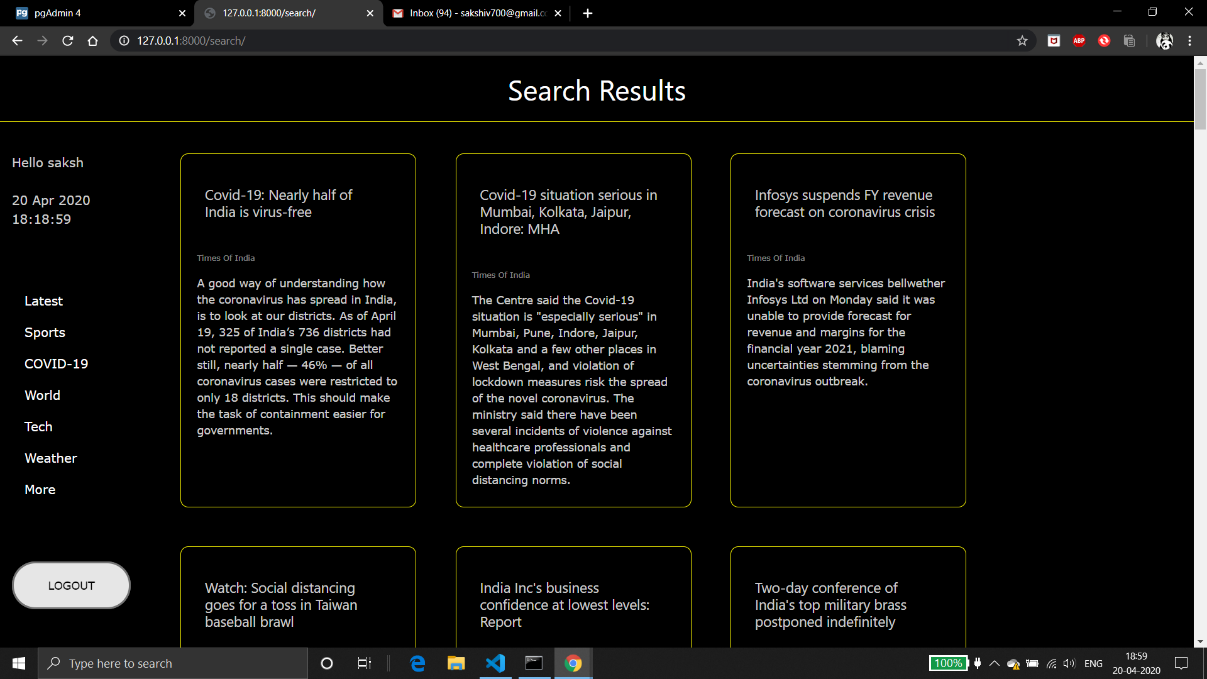 pgAdmin 4
127.0.0.1:8000/search/
Inbox (94) - sakshiv700@gmail.c
127.0.0.1:8000/search/
ABP
Search Results
Hello saksh
20 Apr 2020
18:18:59
Latest
Sports
COVID-19
World
Tech
Weather
More
LOGOUT
Covid-19: Nearly half of
India is virus-free
Times Of India
A good way of understanding how
the coronavirus has spread in India,
is to look at our districts. As of April
19, 325 of India’s 736 districts had
not reported a single case. Better
still, nearly half — 46% — of all
coronavirus cases were restricted to
only 18 districts. This should make
the task of containment easier for
governments.
Covid-19 situation serious in
Mumbai, Kolkata, Jaipur,
Indore: MHA
Times Of India
The Centre said the Covid-19
situation is "especially serious" in
Mumbai, Pune, Indore, Jaipur,
Kolkata and a few other places in
West Bengal, and violation of
lockdown measures risk the spread
of the novel coronavirus. The
ministry said there have been
several incidents of violence against
healthcare professionals and
complete violation of social
distancing norms.
Infosys suspends FY revenue
forecast on coronavirus crisis
Times Of India
India's software services bellwether
Infosys Ltd on Monday said it was
unable to provide forecast for
revenue and margins for the
financial year 2021, blaming
uncertainties stemming from the
coronavirus outbreak.
Watch: Social distancing
goes for a toss in Taiwan
baseball brawl
India Inc's business
confidence at lowest levels:
Report
Two-day conference of
India's top military brass
postponed indefinitely
Type here to search
100%
ENG
18:59
20-04-2020